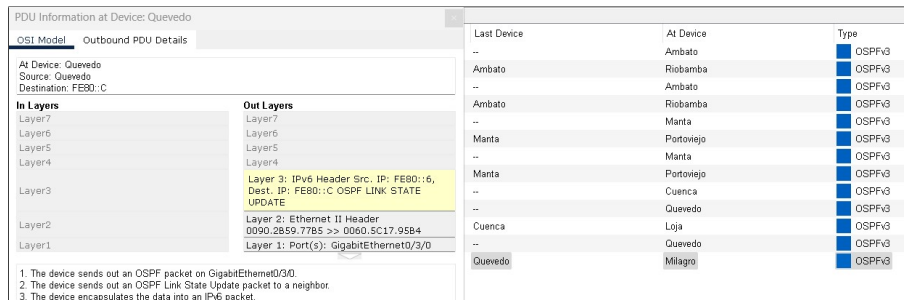 PDU Information at Device: Quevedo
OSI Model Outbound PDU Details
At Device: Quevedo
Source: Quevedo
Destination: FE80::C
In Layers Out Layers
Layer7 Layer7
Layer6 Layer6
Layer5 Layer5
Layer4 Layer4
Layer3 Layer 3: IPv6 Header Src. IP: FE80::6,
Dest. IP: FE80::C OSPF LINK STATE
UPDATE
Layer2 Layer 2: Ethernet II Header
0090.2B59.77B5 >> 0060.5C17.95B4
Layer1 Layer 1: Port(s): GigabitEthernet0/3/0
1. The device sends out an OSPF packet on GigabitEthernet0/3/0.
2. The device sends out an OSPF Link State Update packet to a neighbor.
3. The device encapsulates the data into an IPv6 packet.
Last Device At Device Type
-- Ambato OSPFv3
Ambato Riobamba OSPFv3
-- Ambato OSPFv3
Ambato Riobamba OSPFv3
-- Manta OSPFv3
Manta Portoviejo OSPFv3
-- Manta OSPFv3
Manta Portoviejo OSPFv3
-- Cuenca OSPFv3
-- Quevedo OSPFv3
Cuenca Loja OSPFv3
-- Quevedo OSPFv3
Quevedo Milagro OSPFv3